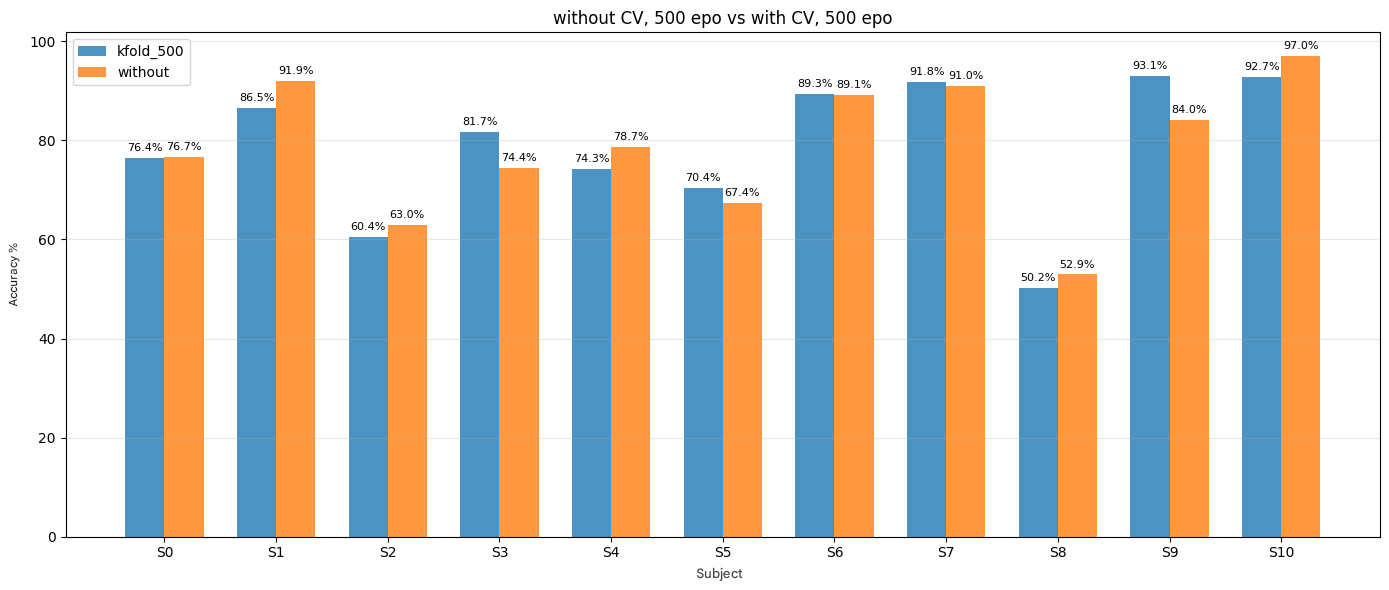 without CV, 500 epo vs with CV, 500 epo
kfold_500
without
Accuracy %
100
80
60
40
20
0
76.4% 76.7%
86.5% 91.9%
60.4% 63.0%
81.7% 74.4%
74.3% 78.7%
70.4% 67.4%
89.3% 89.1%
91.8% 91.0%
50.2% 52.9%
93.1% 84.0%
92.7% 97.0%
S0 S1 S2 S3 S4 S5 S6 S7 S8 S9 S10
Subject